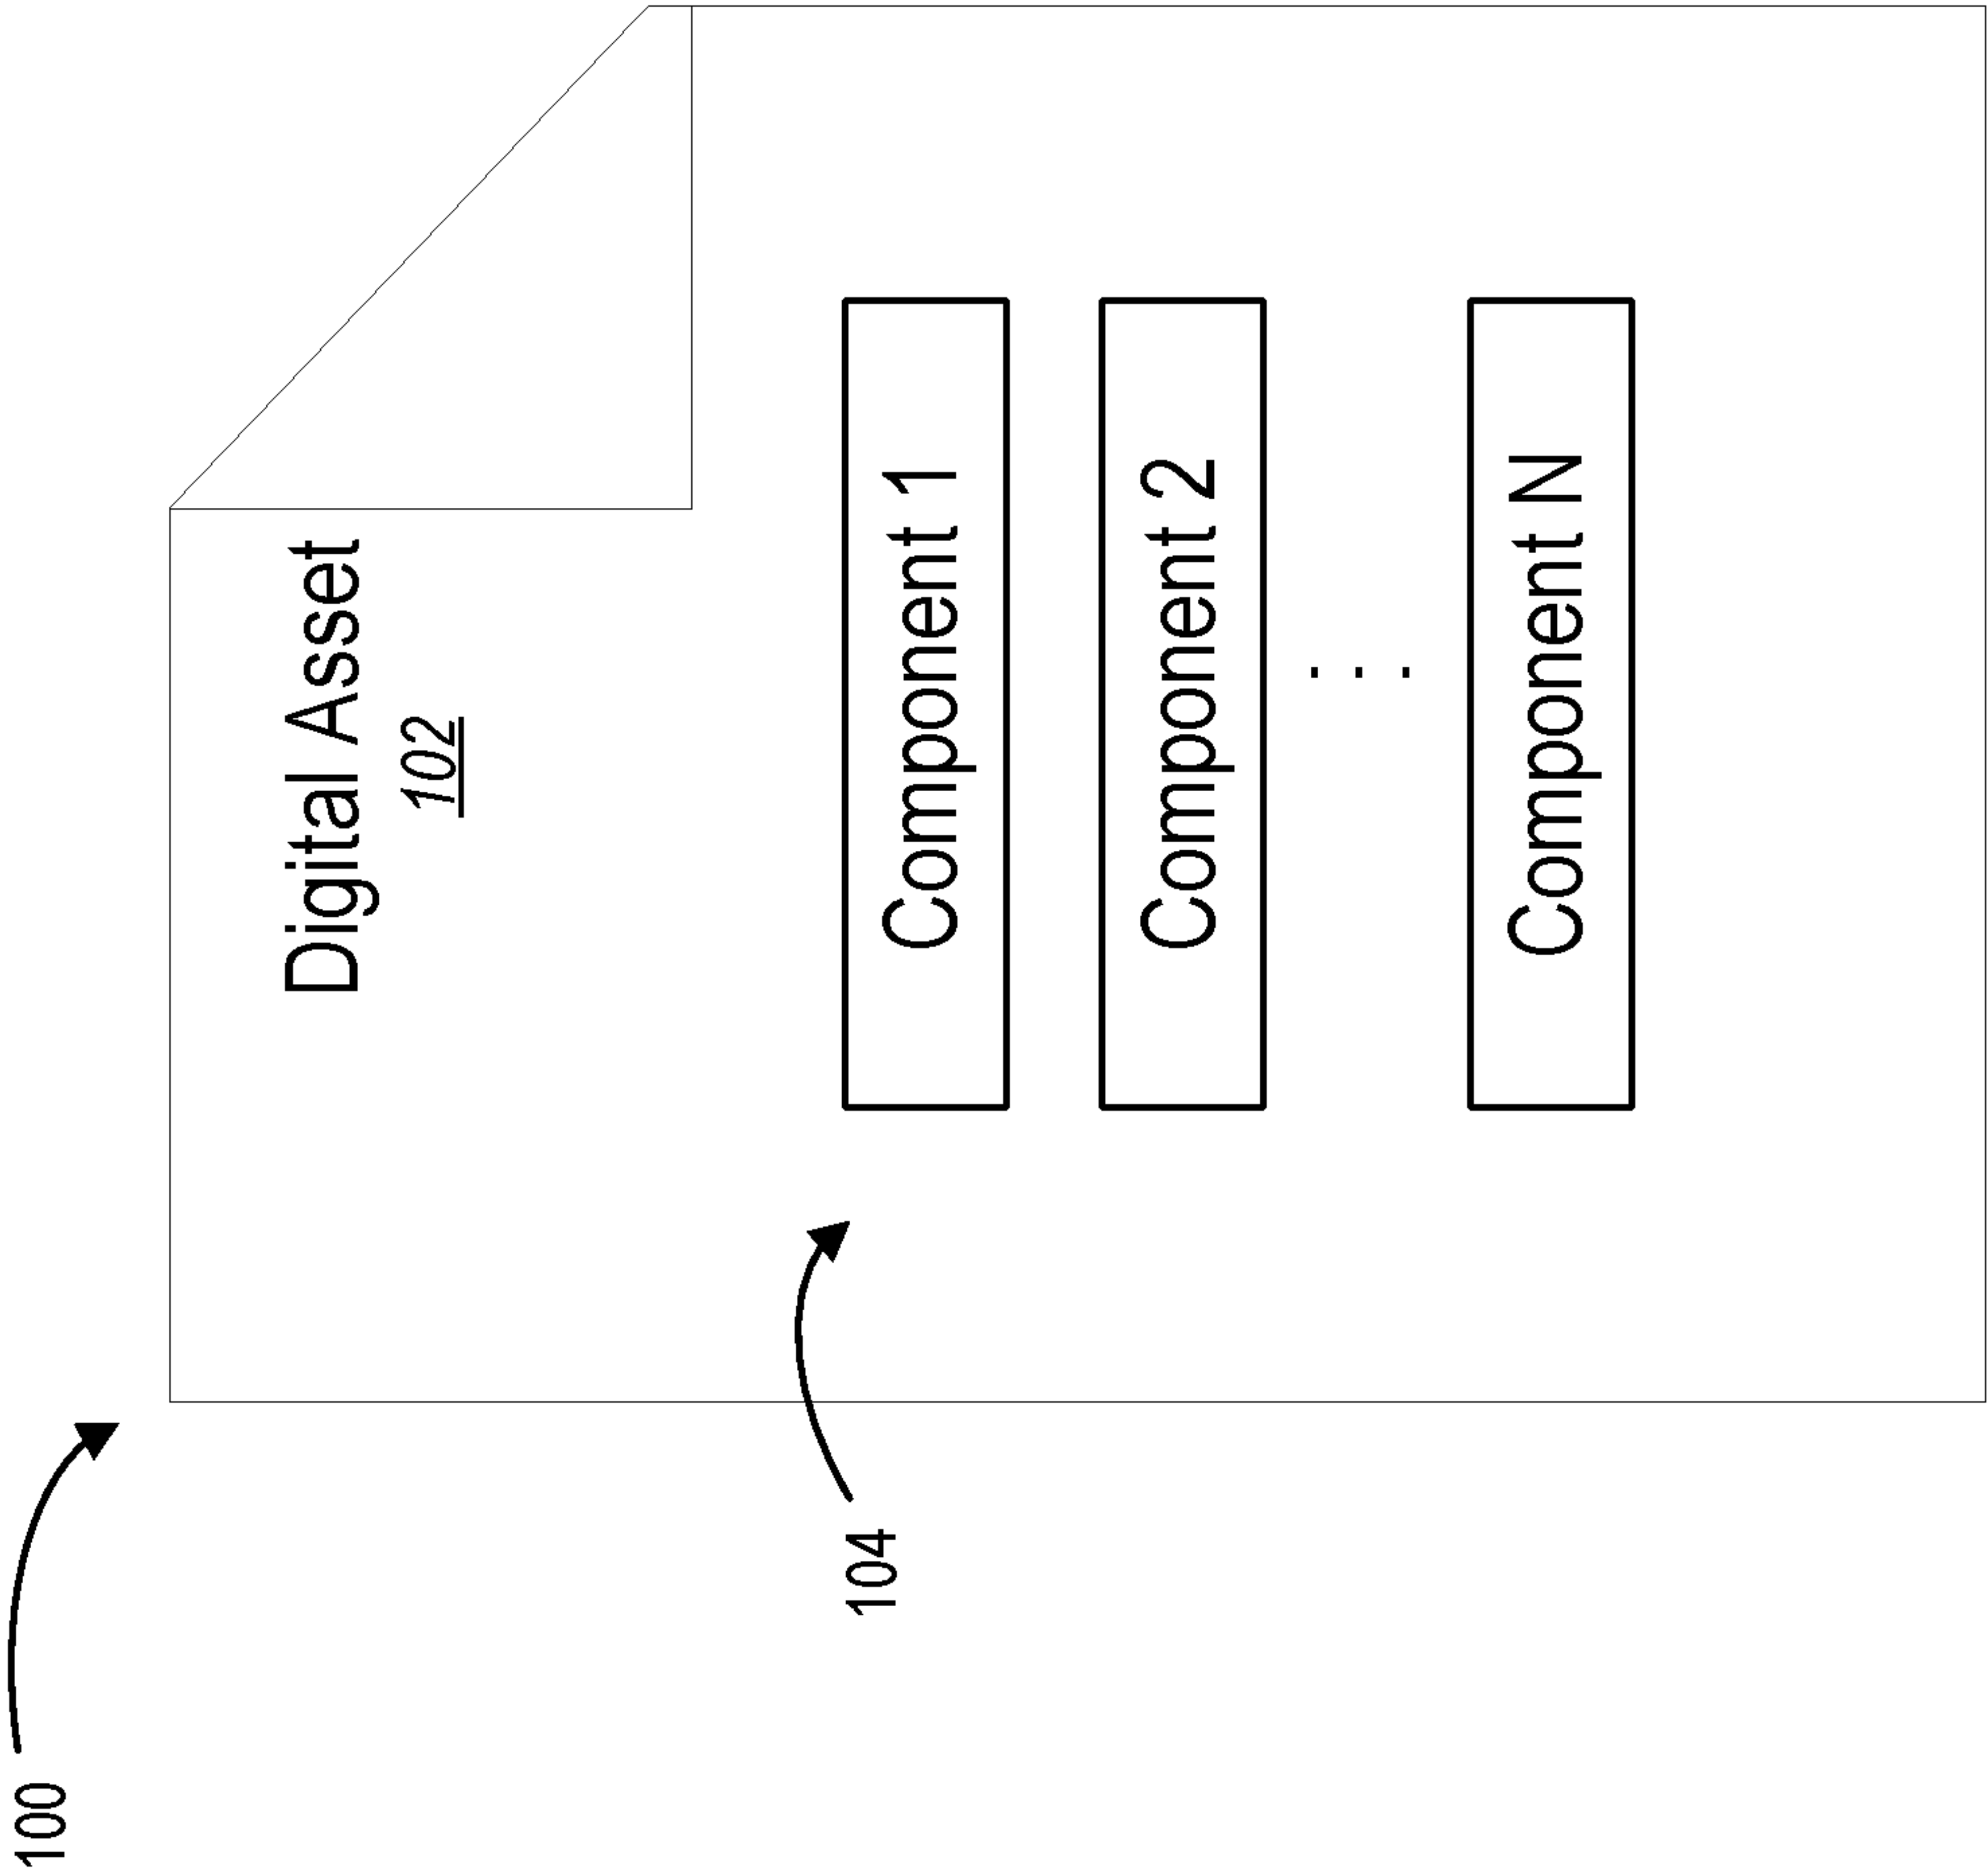 100
Digital Asset
102
104
Component 1
Component 2
...
Component N